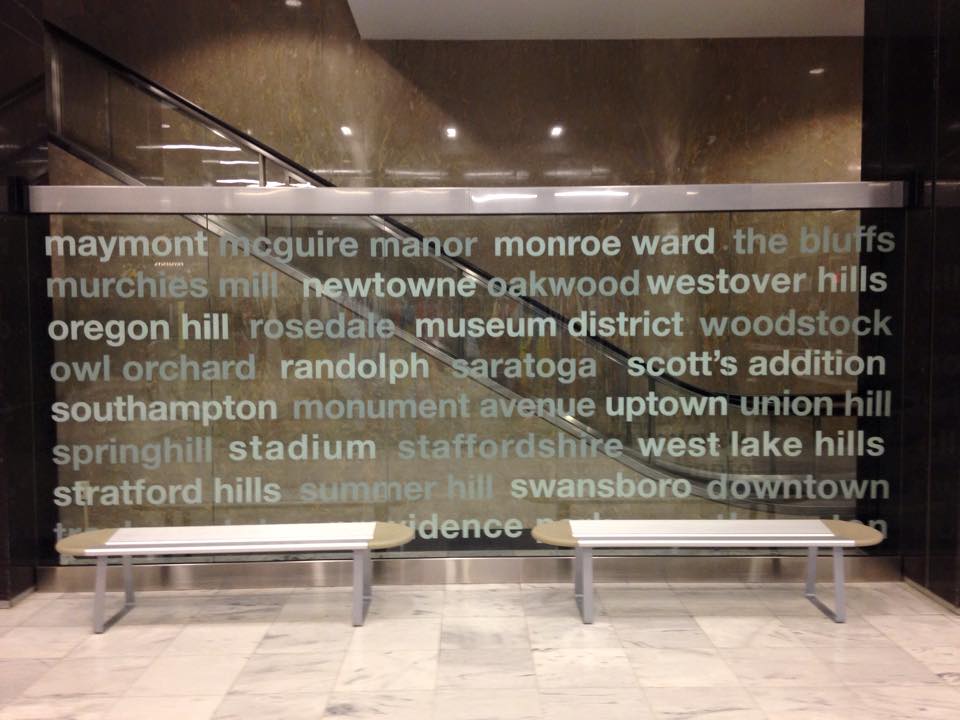 maymont mcguire manor monroe ward the bluffs
murchies mill newtowne oakwood westover hills
oregon hill rosedale museum district woodstock
owl orchard randolph saratoga scott's addition
southampton monument avenue uptown union hill
springhill stadium staffordshire west lake hills
stratford hills summer hill swansboro downtown